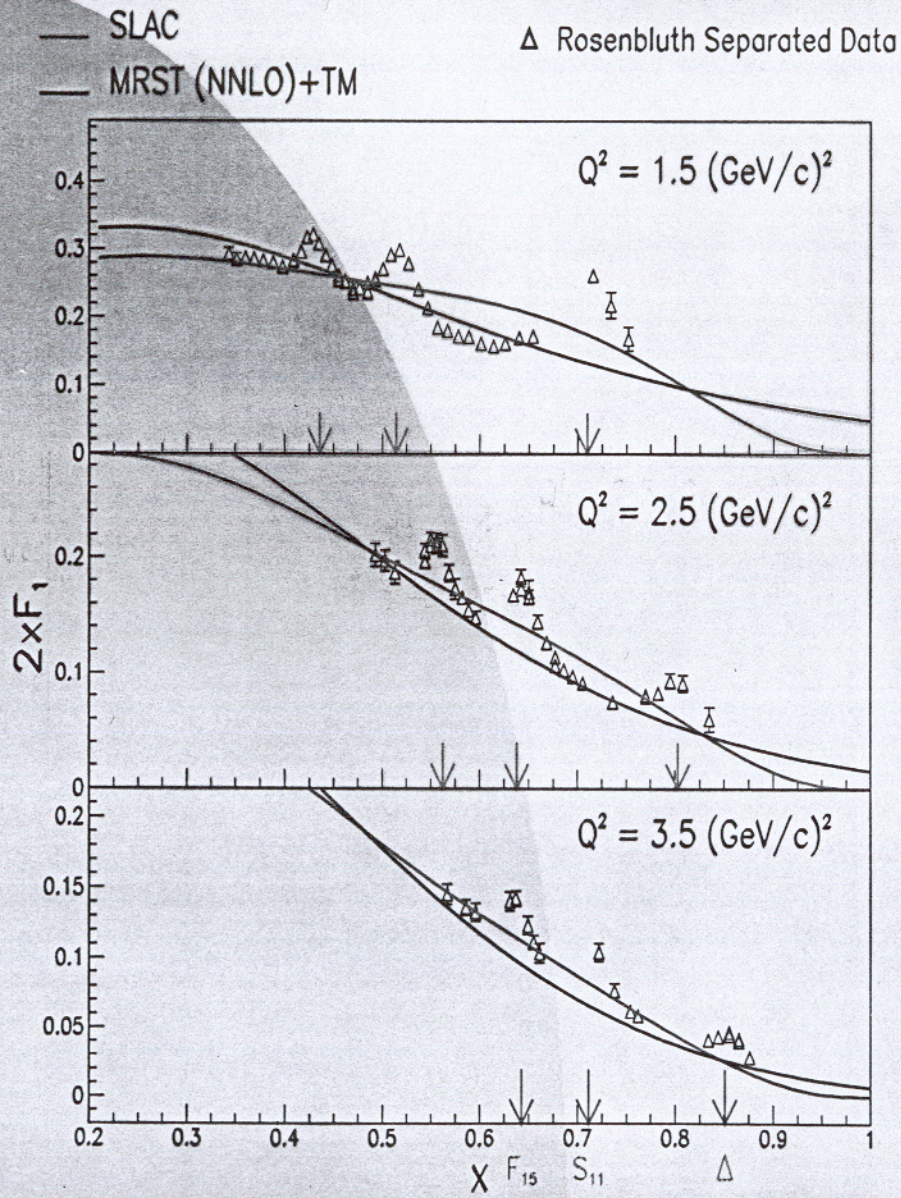 SLAC
△ Rosenbluth Separated Data
MRST (NNLO)+TM
Q² = 1.5 (GeV/c)²
0.4
0.3
0.2
0.1
0
Q² = 2.5 (GeV/c)²
0.2
0.1
0
2xF₁
Q² = 3.5 (GeV/c)²
0.2
0.15
0.1
0.05
0
0.2 0.3 0.4 0.5 0.6 0.7 0.8 0.9 1
X F₁₅ S₁₁ Δ